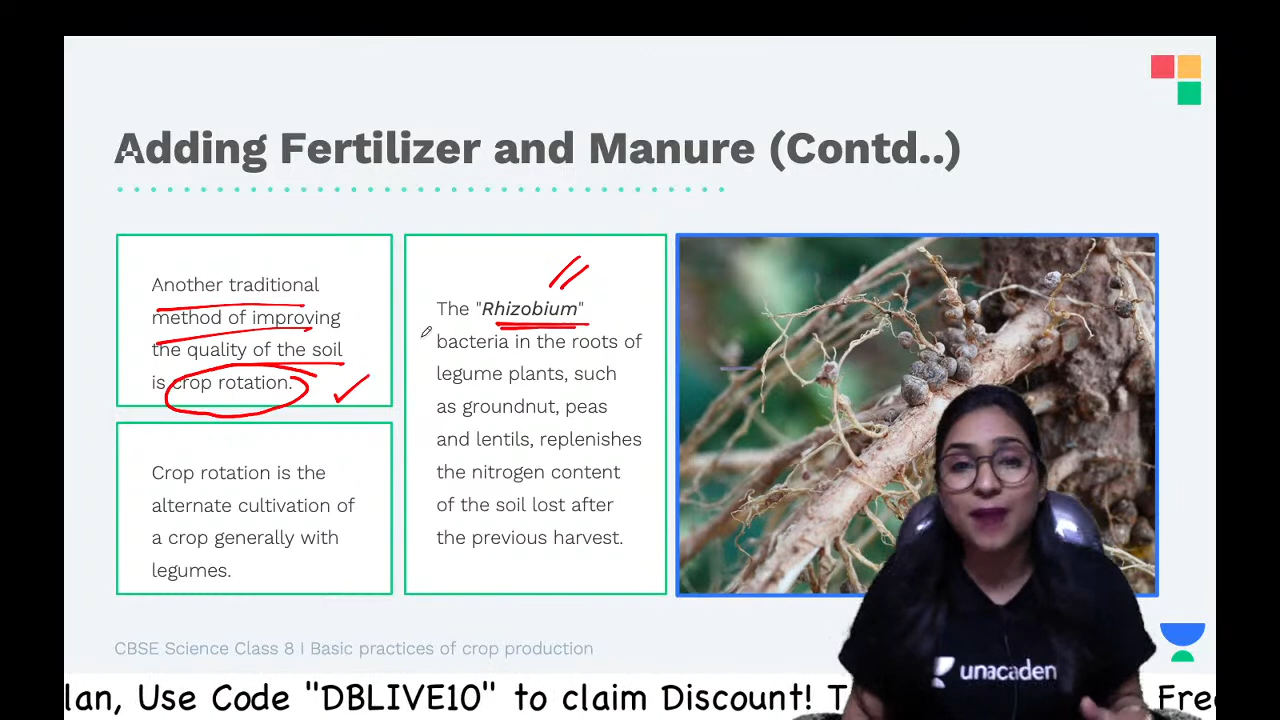 Adding Fertilizer and Manure (Contd..)
Another traditional
method of improving
the quality of the soil
is crop rotation.
Crop rotation is the
alternate cultivation of
a crop generally with
legumes.
The "Rhizobium"
bacteria in the roots of
legume plants, such
as groundnut, peas
and lentils, replenishes
the nitrogen content
of the soil lost after
the previous harvest.
CBSE Science Class 8 I Basic practices of crop production
unacaden
lan, Use Code "DBLIVE10" to claim Discount! T Free